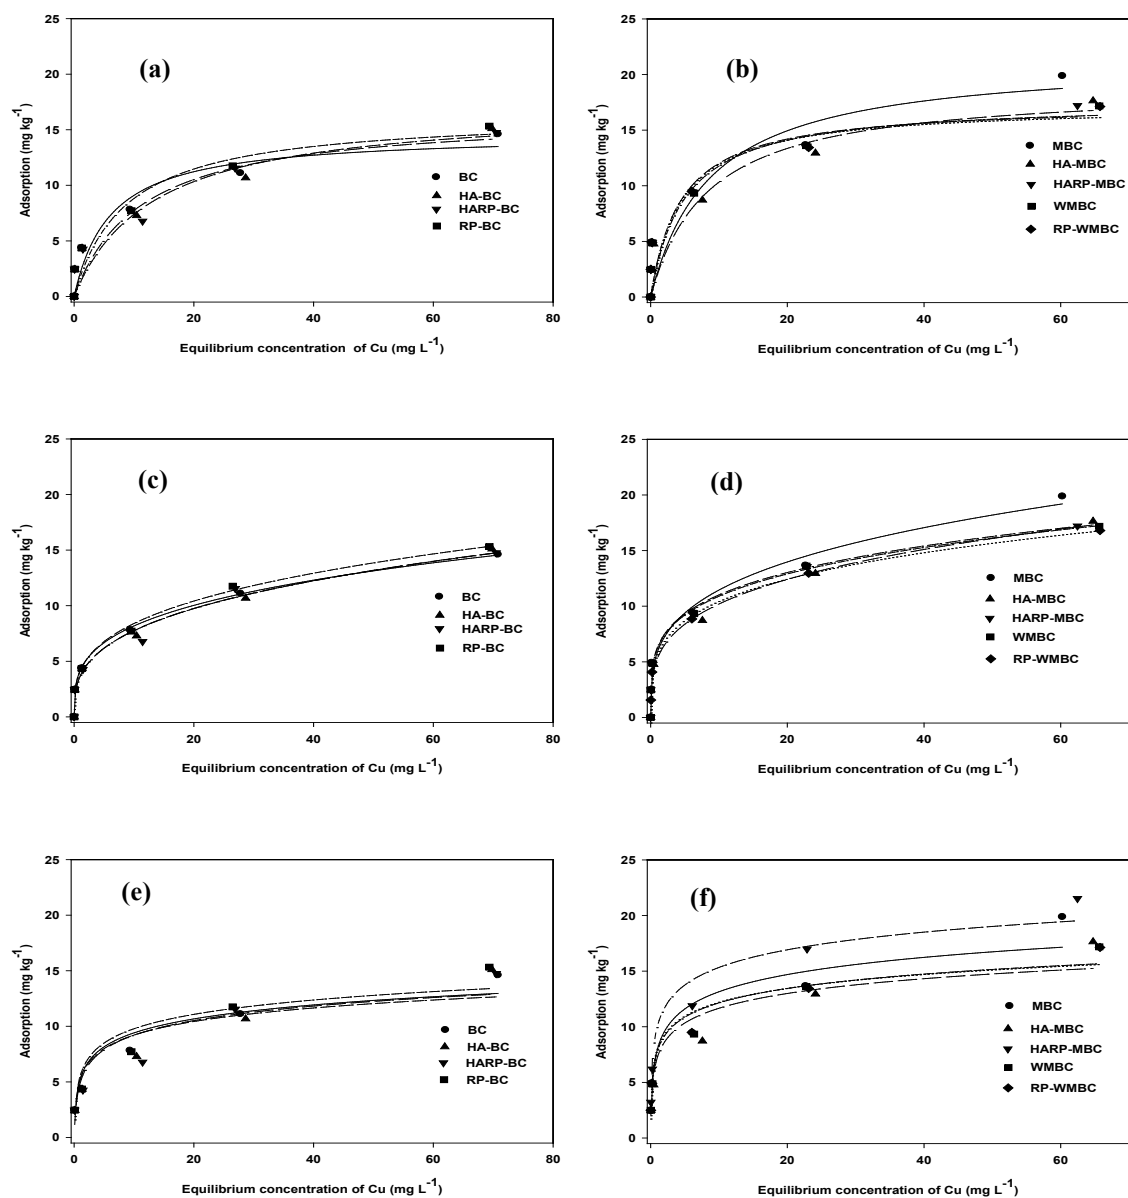 25
20
15
10
5
0
Adsorption (mg kg-1)
(a)
BC
HA-BC
HARP-BC
RP-BC
0 20 40 60 80
Equilibrium concentration of Cu (mg L-1)
25
20
15
10
5
0
Adsorption (mg kg-1)
(b)
MBC
HA-MBC
HARP-MBC
WMBC
RP-WMBC
0 20 40 60
Equilibrium concentration of Cu (mg L-1)
25
20
15
10
5
0
Adsorption (mg kg-1)
(c)
BC
HA-BC
HARP-BC
RP-BC
0 20 40 60 80
Equilibrium concentration of Cu (mg L-1)
25
20
15
10
5
0
Adsorption (mg kg-1)
(d)
MBC
HA-MBC
HARP-MBC
WMBC
RP-WMBC
0 20 40 60
Equilibrium concentration of Cu (mg L-1)
25
20
15
10
5
0
Adsorption (mg kg-1)
(e)
BC
HA-BC
HARP-BC
RP-BC
0 20 40 60 80
Equilibrium concentration of Cu (mg L-1)
25
20
15
10
5
0
Adsorption (mg kg-1)
(f)
MBC
HA-MBC
HARP-MBC
WMBC
RP-WMBC
0 20 40 60
Equilibrium concentration of Cu (mg L-1)